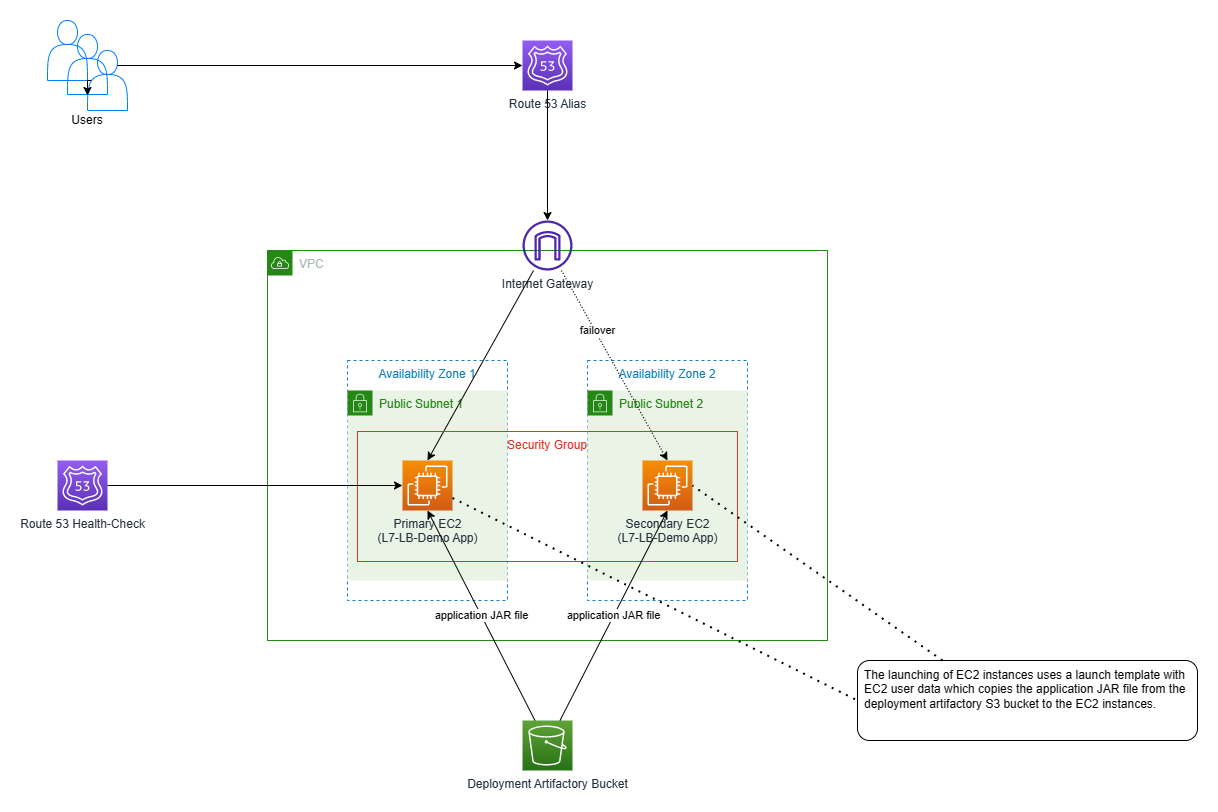 53
Route 53 Alias
Users
VPC
Internet Gateway
failover
Availability Zone 1
Availability Zone 2
Public Subnet 1
Public Subnet 2
Security Group
53
Route 53 Health-Check
Primary EC2
(L7-LB-Demo App)
Secondary EC2
(L7-LB-Demo App)
application JAR file
application JAR file
The launching of EC2 instances uses a launch template with
EC2 user data which copies the application JAR file from the
deployment artifactory S3 bucket to the EC2 instances.
Deployment Artifactory Bucket